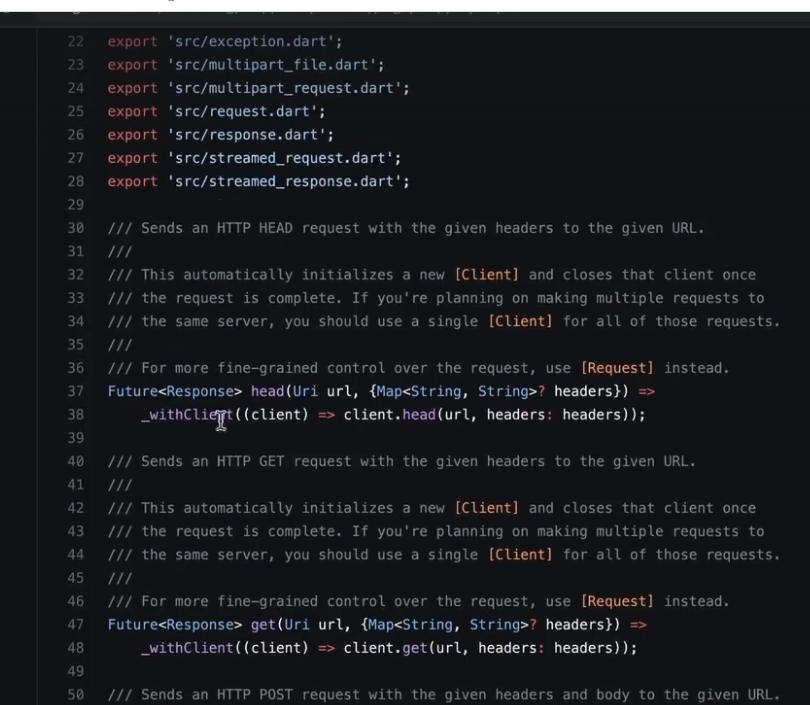 22 export 'src/exception.dart';
23 export 'src/multipart_file.dart';
24 export 'src/multipart_request.dart';
25 export 'src/request.dart';
26 export 'src/response.dart';
27 export 'src/streamed_request.dart';
28 export 'src/streamed_response.dart';
29
30 /// Sends an HTTP HEAD request with the given headers to the given URL.
31 ///
32 /// This automatically initializes a new [Client] and closes that client once
33 /// the request is complete. If you're planning on making multiple requests to
34 /// the same server, you should use a single [Client] for all of those requests.
35 ///
36 /// For more fine-grained control over the request, use [Request] instead.
37 Future<Response> head(Uri url, {Map<String, String>? headers}) =>
38     _withClient((client) => client.head(url, headers: headers));
39
40 /// Sends an HTTP GET request with the given headers to the given URL.
41 ///
42 /// This automatically initializes a new [Client] and closes that client once
43 /// the request is complete. If you're planning on making multiple requests to
44 /// the same server, you should use a single [Client] for all of those requests.
45 ///
46 /// For more fine-grained control over the request, use [Request] instead.
47 Future<Response> get(Uri url, {Map<String, String>? headers}) =>
48     _withClient((client) => client.get(url, headers: headers));
49
50 /// Sends an HTTP POST request with the given headers and body to the given URL.